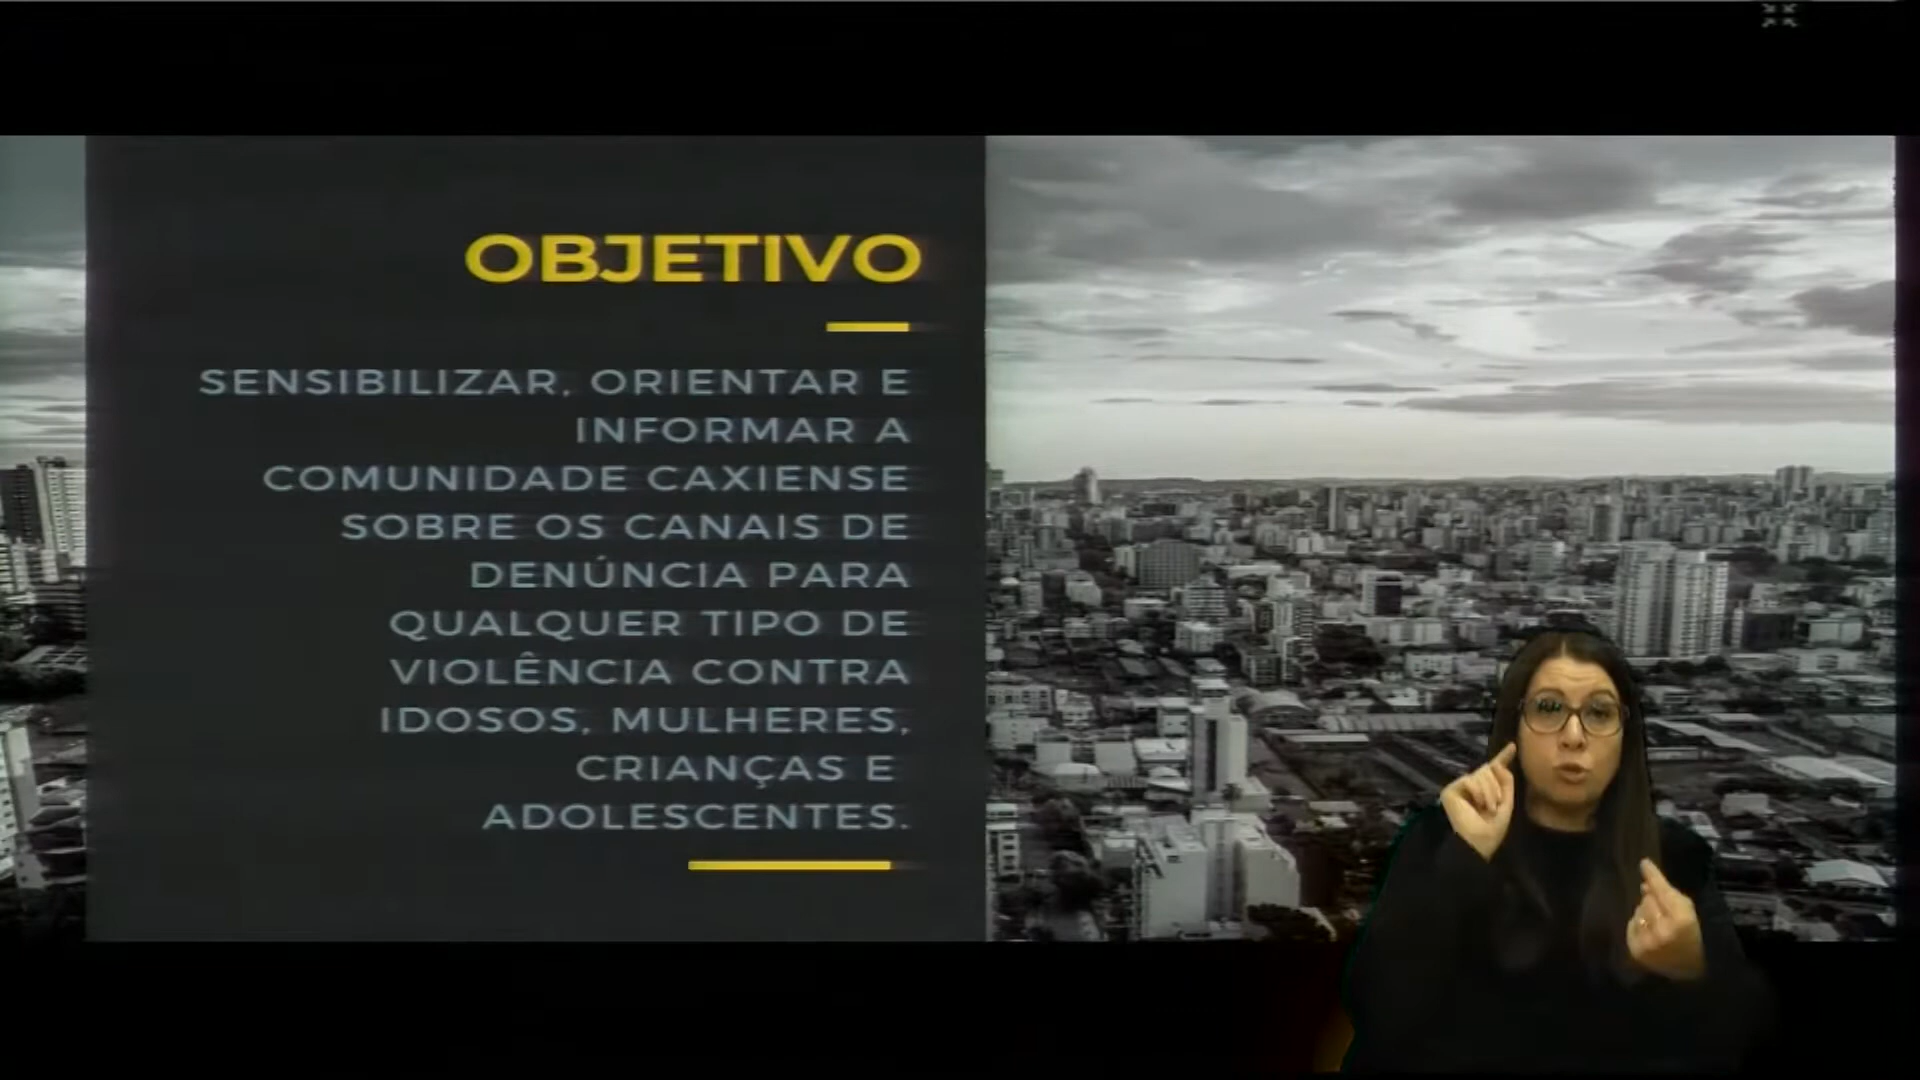 OBJETIVO
SENSIBILIZAR, ORIENTAR E
INFORMAR A
COMUNIDADE CAXIENSE
SOBRE OS CANAIS DE
DENÚNCIA PARA
QUALQUER TIPO DE
VIOLÊNCIA CONTRA
IDOSOS, MULHERES,
CRIANÇAS E
ADOLESCENTES.